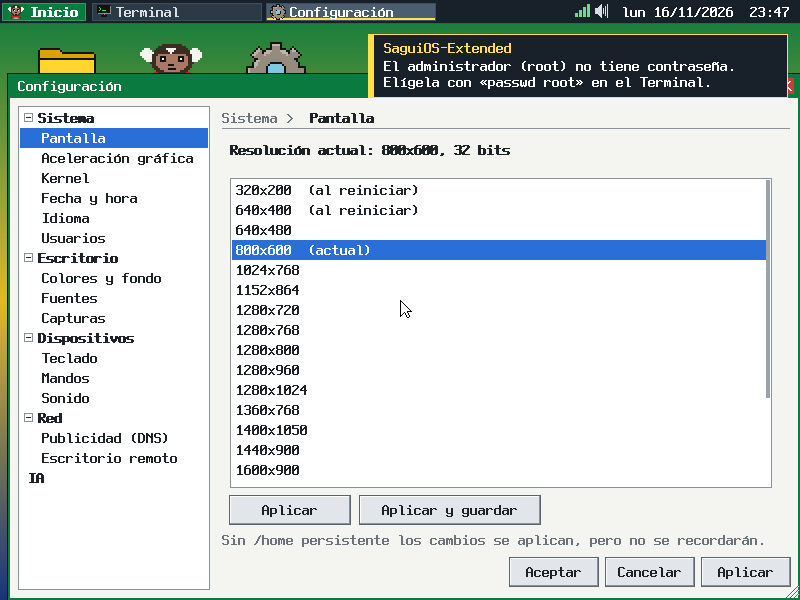 Inicio
Terminal
Configuración
lun 16/11/2026 23:47
SaguiOS-Extended
El administrador (root) no tiene contraseña.
Elígela con «passwd root» en el Terminal.
Configuración
Sistema
Pantalla
Aceleración gráfica
Kernel
Fecha y hora
Idioma
Usuarios
Escritorio
Colores y fondo
Fuentes
Capturas
Dispositivos
Teclado
Mandos
Sonido
Red
Publicidad (DNS)
Escritorio remoto
IA
Sistema > Pantalla
Resolución actual: 800x600, 32 bits
320x200 (al reiniciar)
640x400 (al reiniciar)
640x480
800x600 (actual)
1024x768
1152x864
1280x720
1280x768
1280x800
1280x960
1280x1024
1360x768
1400x1050
1440x900
1600x900
Aplicar
Aplicar y guardar
Sin /home persistente los cambios se aplican, pero no se recordarán.
Aceptar
Cancelar
Aplicar